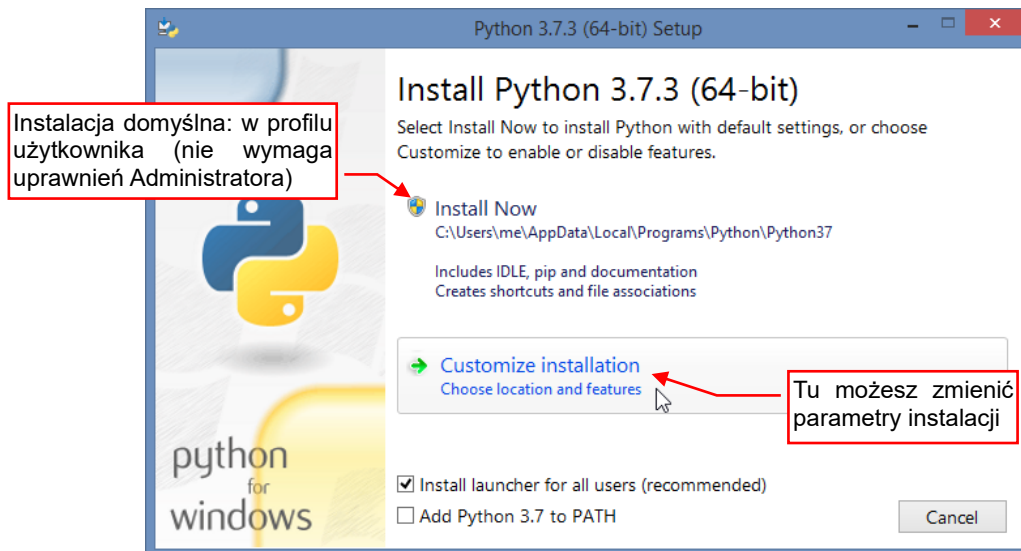 Python 3.7.3 (64-bit) Setup
Install Python 3.7.3 (64-bit)
Select Install Now to install Python with default settings, or choose
Customize to enable or disable features.
Instalacja domyślna: w profilu
użytkownika (nie wymaga
uprawnień Administratora)
Install Now
C:\Users\me\AppData\Local\Programs\Python\Python37
Includes IDLE, pip and documentation
Creates shortcuts and file associations
Customize installation
Choose location and features
Tu możesz zmienić
parametry instalacji
python
for
windows
Install launcher for all users (recommended)
Add Python 3.7 to PATH
Cancel